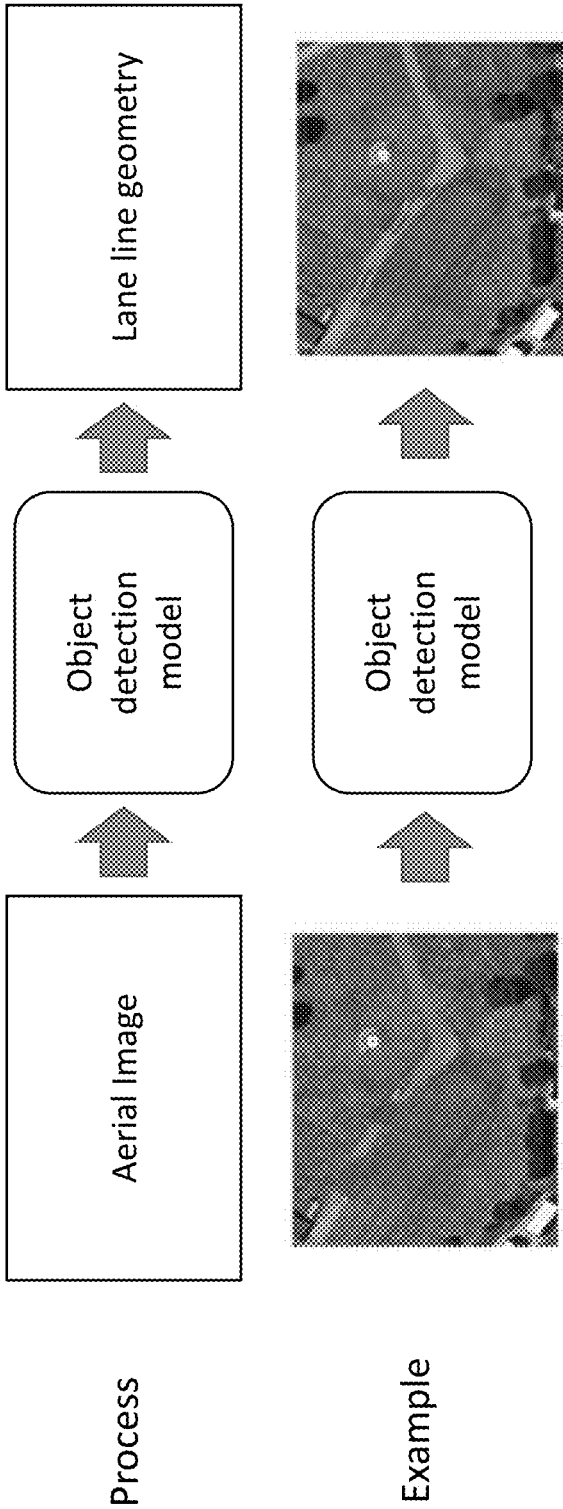 Process
Aerial Image
Object
detection
model
Lane line geometry
Example
Object
detection
model